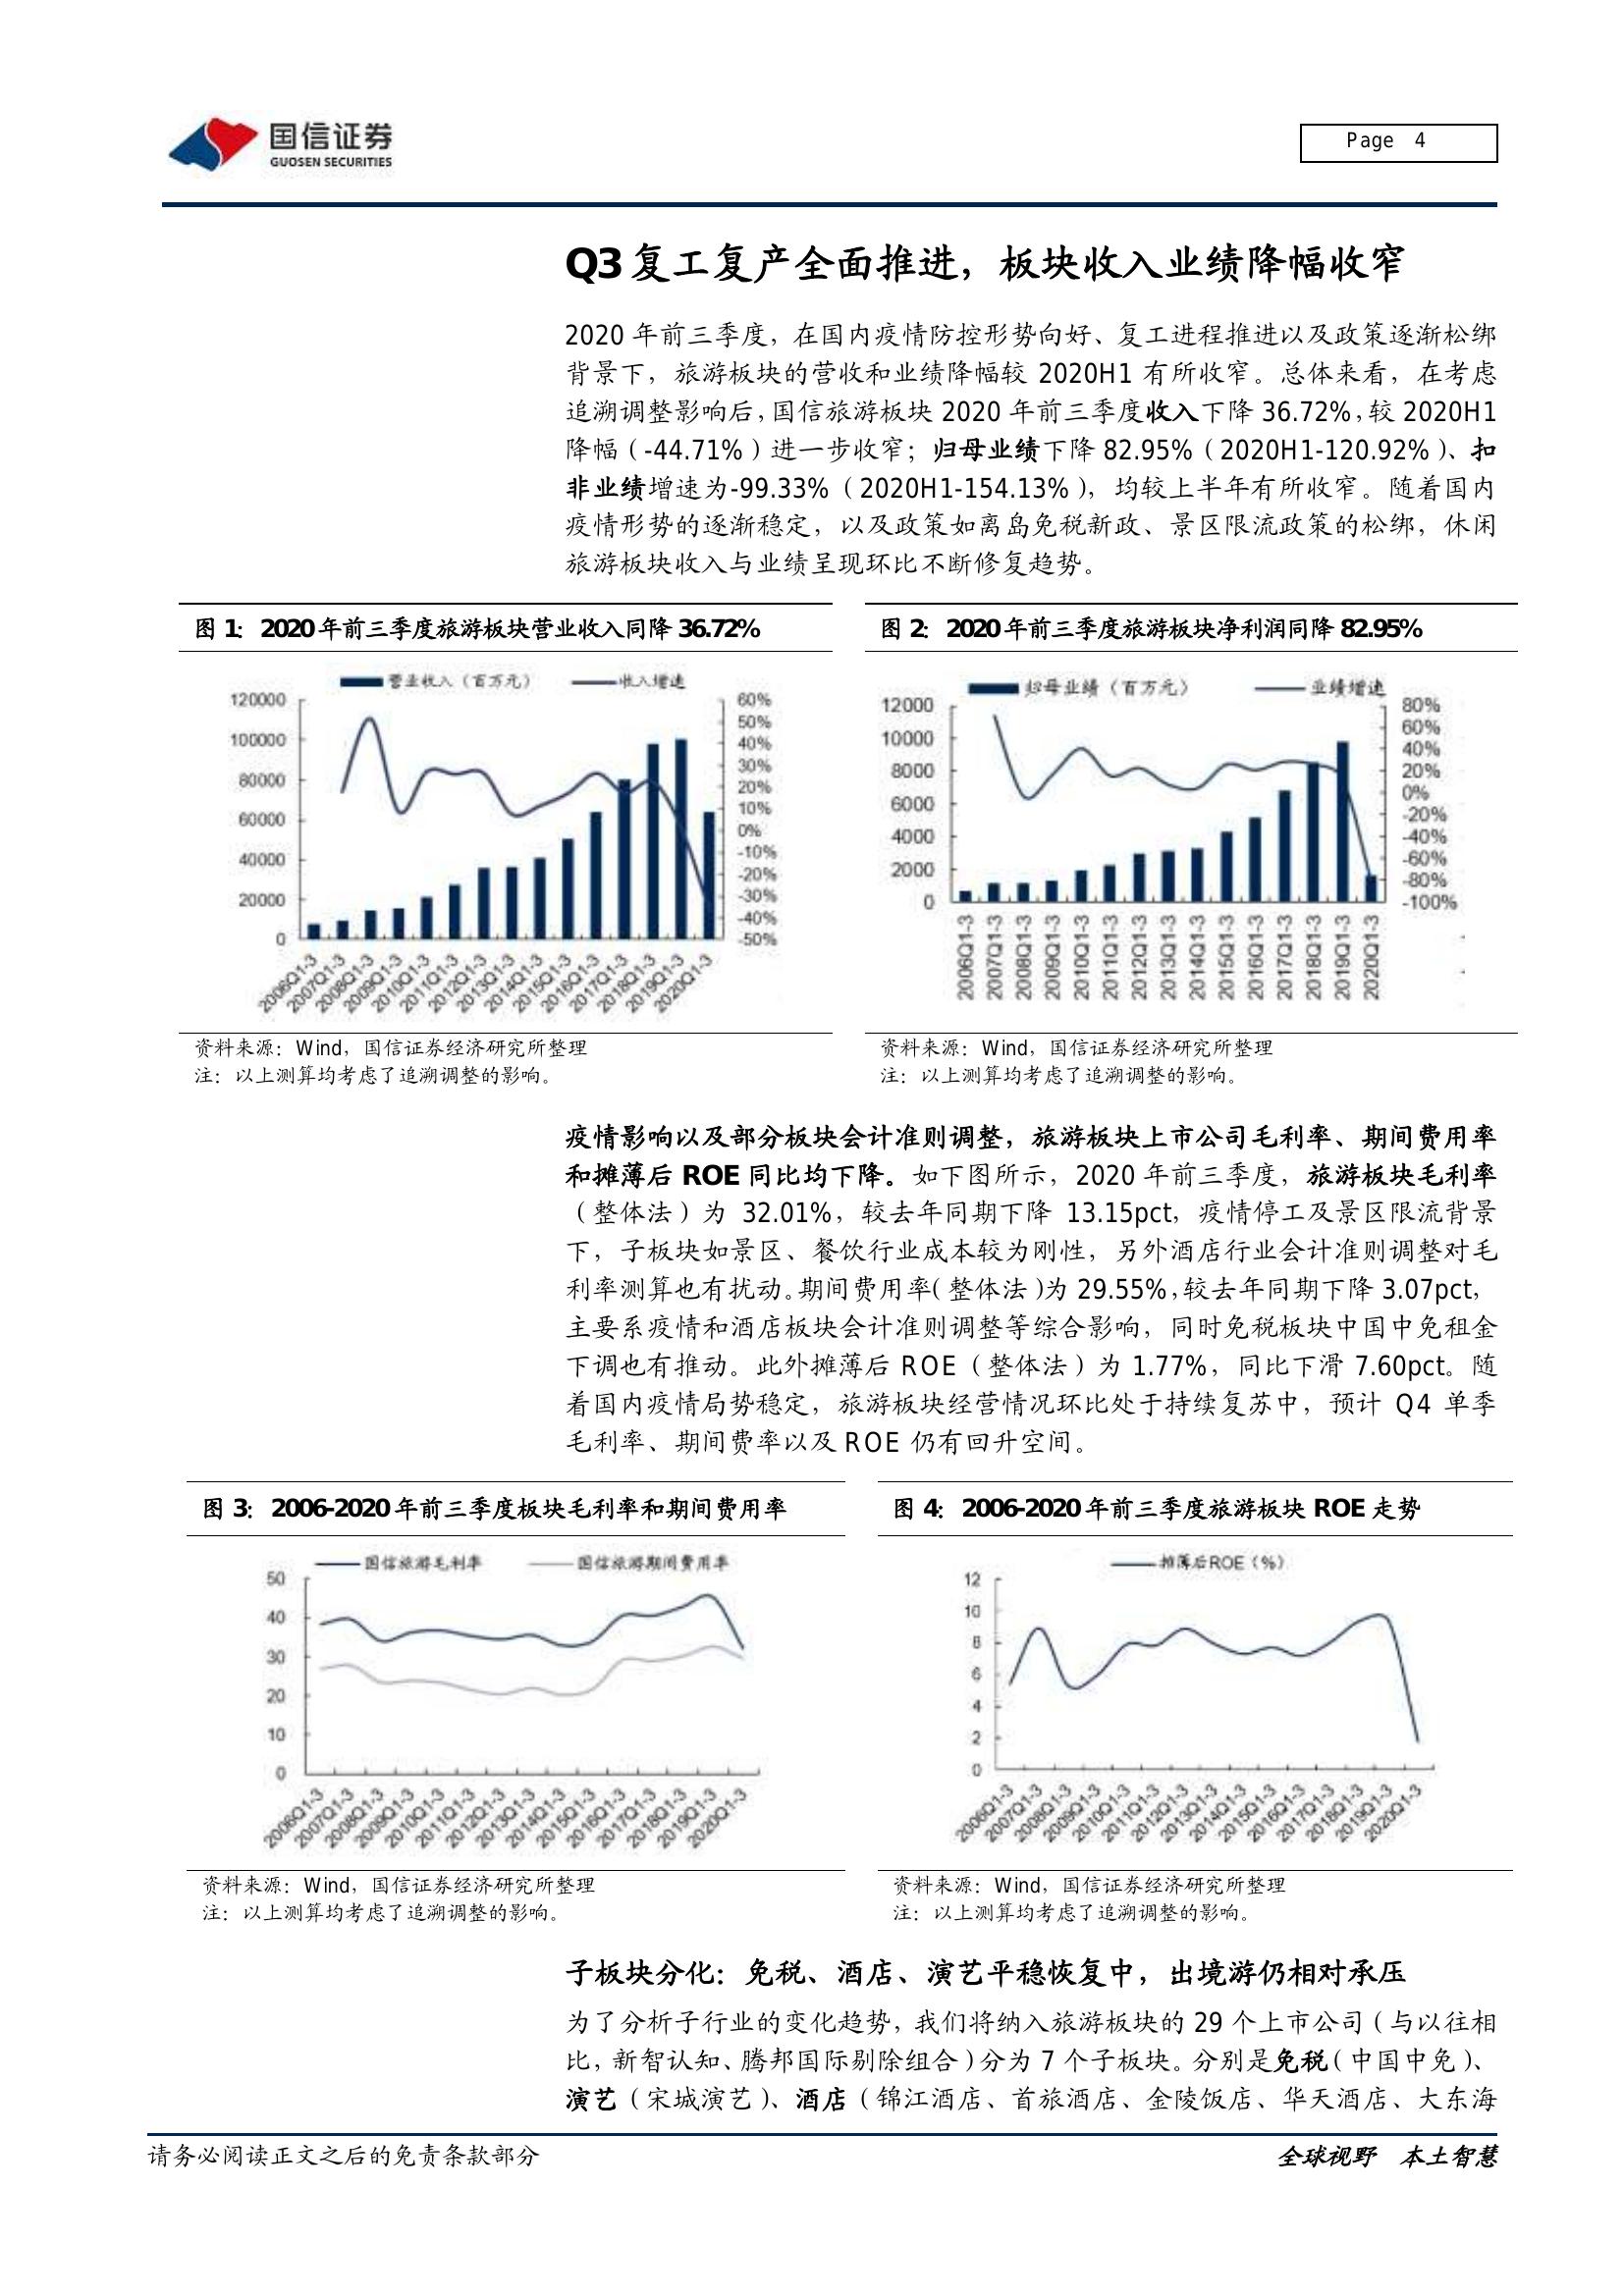 国信证券
GUOSEN SECURITIES
Page 4
Q3复工复产全面推进，板块收入业绩降幅收窄
2020 年前三季度，在国内疫情防控形势向好、复工进程推进以及政策逐渐松绑
背景下，旅游板块的营收和业绩降幅较 2020H1 有所收窄。总体来看，在考虑
追溯调整影响后，国信旅游板块 2020 年前三季度收入下降 36.72%，较 2020H1
降幅（-44.71%）进一步收窄；归母业绩下降 82.95%（2020H1-120.92%）、扣
非业绩增速为-99.33%（2020H1-154.13%），均较上半年有所收窄。随着国内
疫情形势的逐渐稳定，以及政策如离岛免税新政、景区限流政策的松绑，休闲
旅游板块收入与业绩呈现环比不断修复趋势。
图 1：2020 年前三季度旅游板块营业收入同降 36.72%
营业收入（百万元）
收入增速
120000
100000
80000
60000
40000
20000
0
60%
50%
40%
30%
20%
10%
0%
-10%
-20%
-30%
-40%
-50%
2006Q1-3
2007Q1-3
2008Q1-3
2009Q1-3
2010Q1-3
2011Q1-3
2012Q1-3
2013Q1-3
2014Q1-3
2015Q1-3
2016Q1-3
2017Q1-3
2018Q1-3
2019Q1-3
2020Q1-3
资料来源：Wind，国信证券经济研究所整理
注：以上测算均考虑了追溯调整的影响。
图 2：2020 年前三季度旅游板块净利润同降 82.95%
归母业绩（百万元）
业绩增速
12000
10000
8000
6000
4000
2000
0
80%
60%
40%
20%
0%
-20%
-40%
-60%
-80%
-100%
2006Q1-3
2007Q1-3
2008Q1-3
2009Q1-3
2010Q1-3
2011Q1-3
2012Q1-3
2013Q1-3
2014Q1-3
2015Q1-3
2016Q1-3
2017Q1-3
2018Q1-3
2019Q1-3
2020Q1-3
资料来源：Wind，国信证券经济研究所整理
注：以上测算均考虑了追溯调整的影响。
疫情影响以及部分板块会计准则调整，旅游板块上市公司毛利率、期间费用率
和摊薄后 ROE 同比均下降。如下图所示，2020 年前三季度，旅游板块毛利率
（整体法）为 32.01%，较去年同期下降 13.15pct，疫情停工及景区限流背景
下，子板块如景区、餐饮行业成本较为刚性，另外酒店行业会计准则调整对毛
利率测算也有扰动。期间费用率（整体法）为 29.55%，较去年同期下降 3.07pct，
主要系疫情和酒店板块会计准则调整等综合影响，同时免税板块中国中免租金
下调也有推动。此外摊薄后 ROE（整体法）为 1.77%，同比下滑 7.60pct。随
着国内疫情局势稳定，旅游板块经营情况环比处于持续复苏中，预计 Q4 单季
毛利率、期间费率以及 ROE 仍有回升空间。
图 3：2006-2020 年前三季度板块毛利率和期间费用率
国信旅游毛利率
国信旅游期间费用率
50
40
30
20
10
0
2006Q1-3
2007Q1-3
2008Q1-3
2009Q1-3
2010Q1-3
2011Q1-3
2012Q1-3
2013Q1-3
2014Q1-3
2015Q1-3
2016Q1-3
2017Q1-3
2018Q1-3
2019Q1-3
2020Q1-3
资料来源：Wind，国信证券经济研究所整理
注：以上测算均考虑了追溯调整的影响。
图 4：2006-2020 年前三季度旅游板块 ROE 走势
摊薄后ROE（%）
12
10
8
6
4
2
0
2006Q1-3
2007Q1-3
2008Q1-3
2009Q1-3
2010Q1-3
2011Q1-3
2012Q1-3
2013Q1-3
2014Q1-3
2015Q1-3
2016Q1-3
2017Q1-3
2018Q1-3
2019Q1-3
2020Q1-3
资料来源：Wind，国信证券经济研究所整理
注：以上测算均考虑了追溯调整的影响。
子板块分化：免税、酒店、演艺平稳恢复中，出境游仍相对承压
为了分析子行业的变化趋势，我们将纳入旅游板块的 29 个上市公司（与以往相
比，新智认知、腾邦国际剔除组合）分为 7 个子板块。分别是免税（中国中免）、
演艺（宋城演艺）、酒店（锦江酒店、首旅酒店、金陵饭店、华天酒店、大东海
请务必阅读正文之后的免责条款部分
全球视野 本土智慧